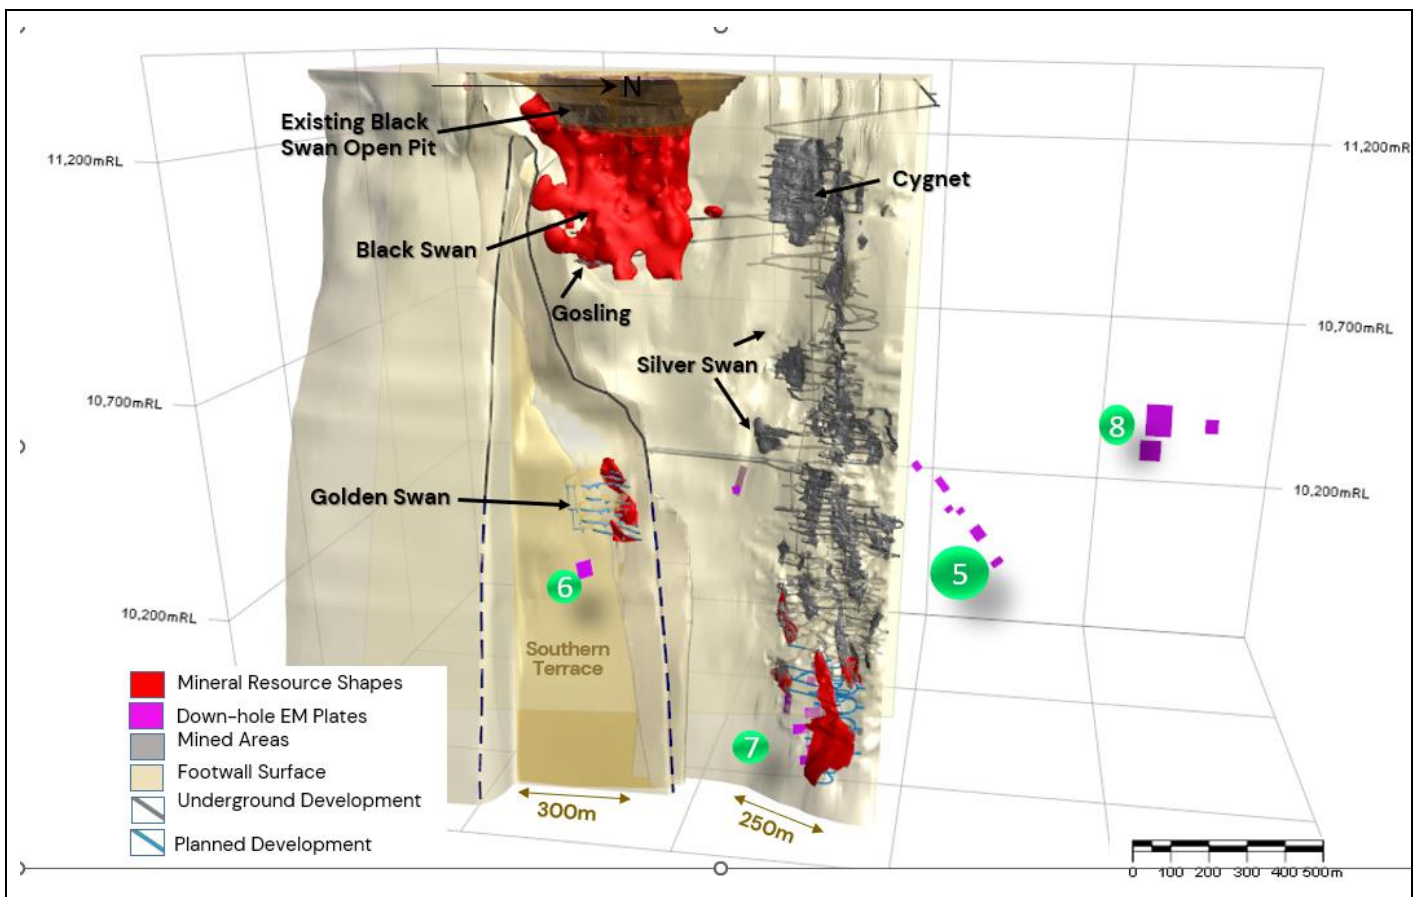 N
Existing Black
Swan Open Pit
11,200mRL
11,200mR
Cygnet
Black Swan
Gosling
10,700mRL
Silver Swan
10,700mRL
8
Golden Swan
10,200mRL
5
6
10,200mRL
Southern
Terrace
Mineral Resource Shapes
Down-hole EM Plates
Mined Areas
7
Footwall Surface
Underground Development
300m
250m
Planned Development
0 100 200 300 400 500m